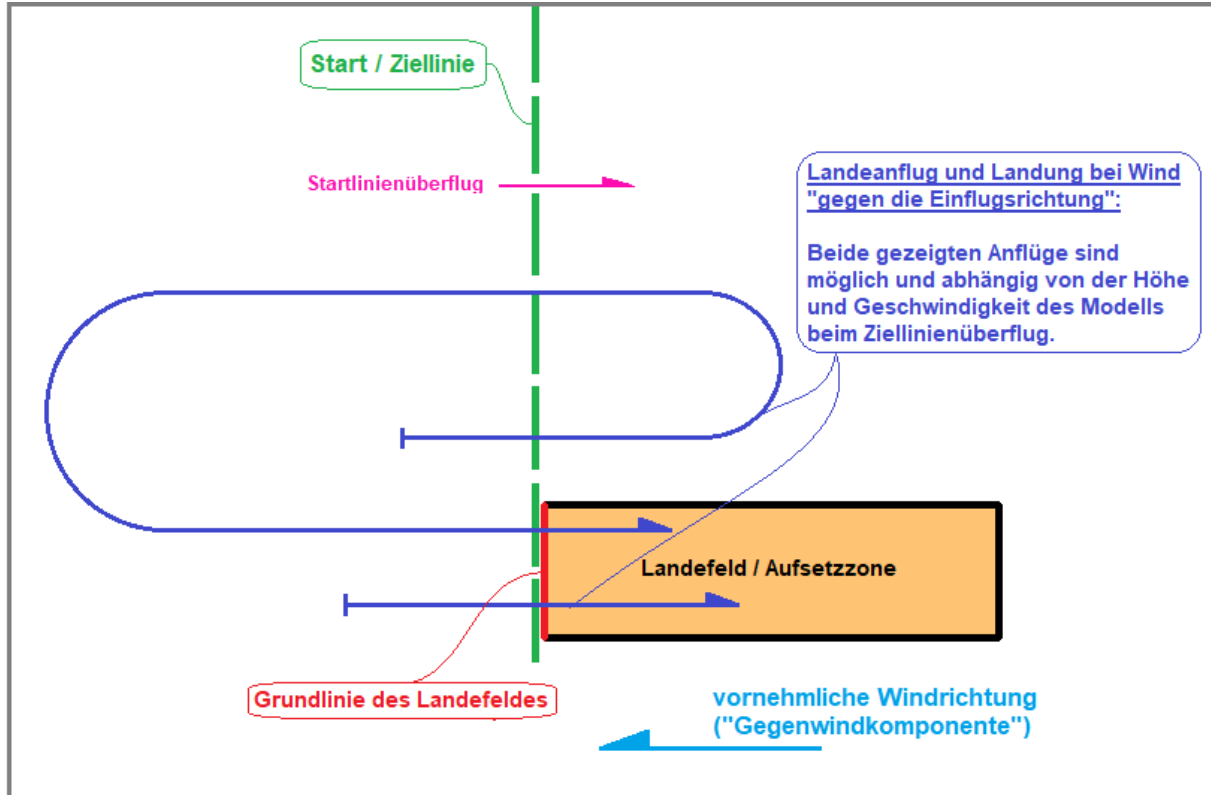 Start / Ziellinie
Startlinienüberflug
Landeanflug und Landung bei Wind
"gegen die Einflugsrichtung":
Beide gezeigten Anflüge sind
möglich und abhängig von der Höhe
und Geschwindigkeit des Modells
beim Ziellinienüberflug.
Landefeld / Aufsetzzone
Grundlinie des Landefeldes
vornehmliche Windrichtung
("Gegenwindkomponente")